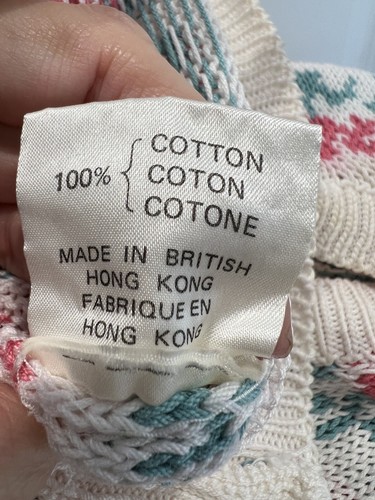 100% { COTTON
COTON
COTONE
MADE IN BRITISH
HONG KONG
FABRIQUE EN
HONG KONG